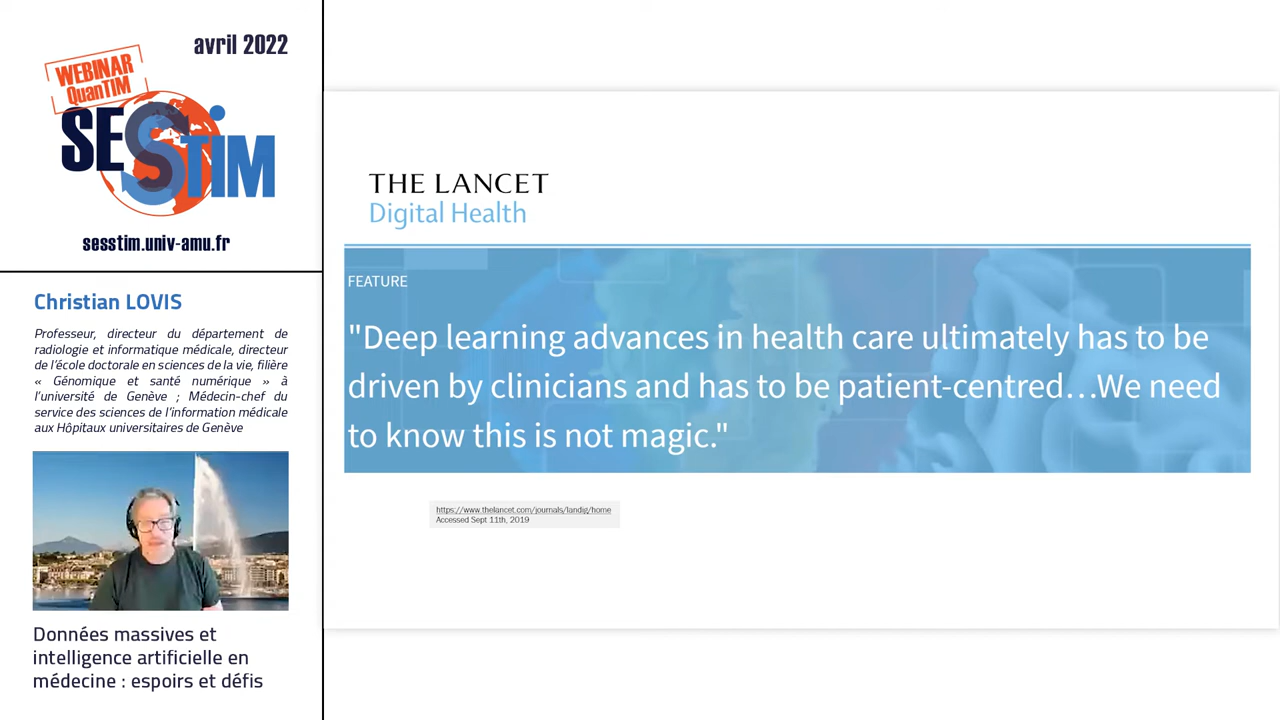 avril 2022
WEBINAR
QuanTIM
SESSTIM
sesstim.univ-amu.fr
Christian LOVIS
Professeur, directeur du département de
radiologie et informatique médicale, directeur
de l'école doctorale en sciences de la vie, filière
« Génomique et santé numérique » à
l'université de Genève ; Médecin-chef du
service des sciences de l'information médicale
aux Hôpitaux universitaires de Genève
Données massives et
intelligence artificielle en
médecine : espoirs et défis
THE LANCET
Digital Health
FEATURE
"Deep learning advances in health care ultimately has to be
driven by clinicians and has to be patient-centred…We need
to know this is not magic."
https://www.thelancet.com/journals/landig/home
Accessed Sept 11th, 2019